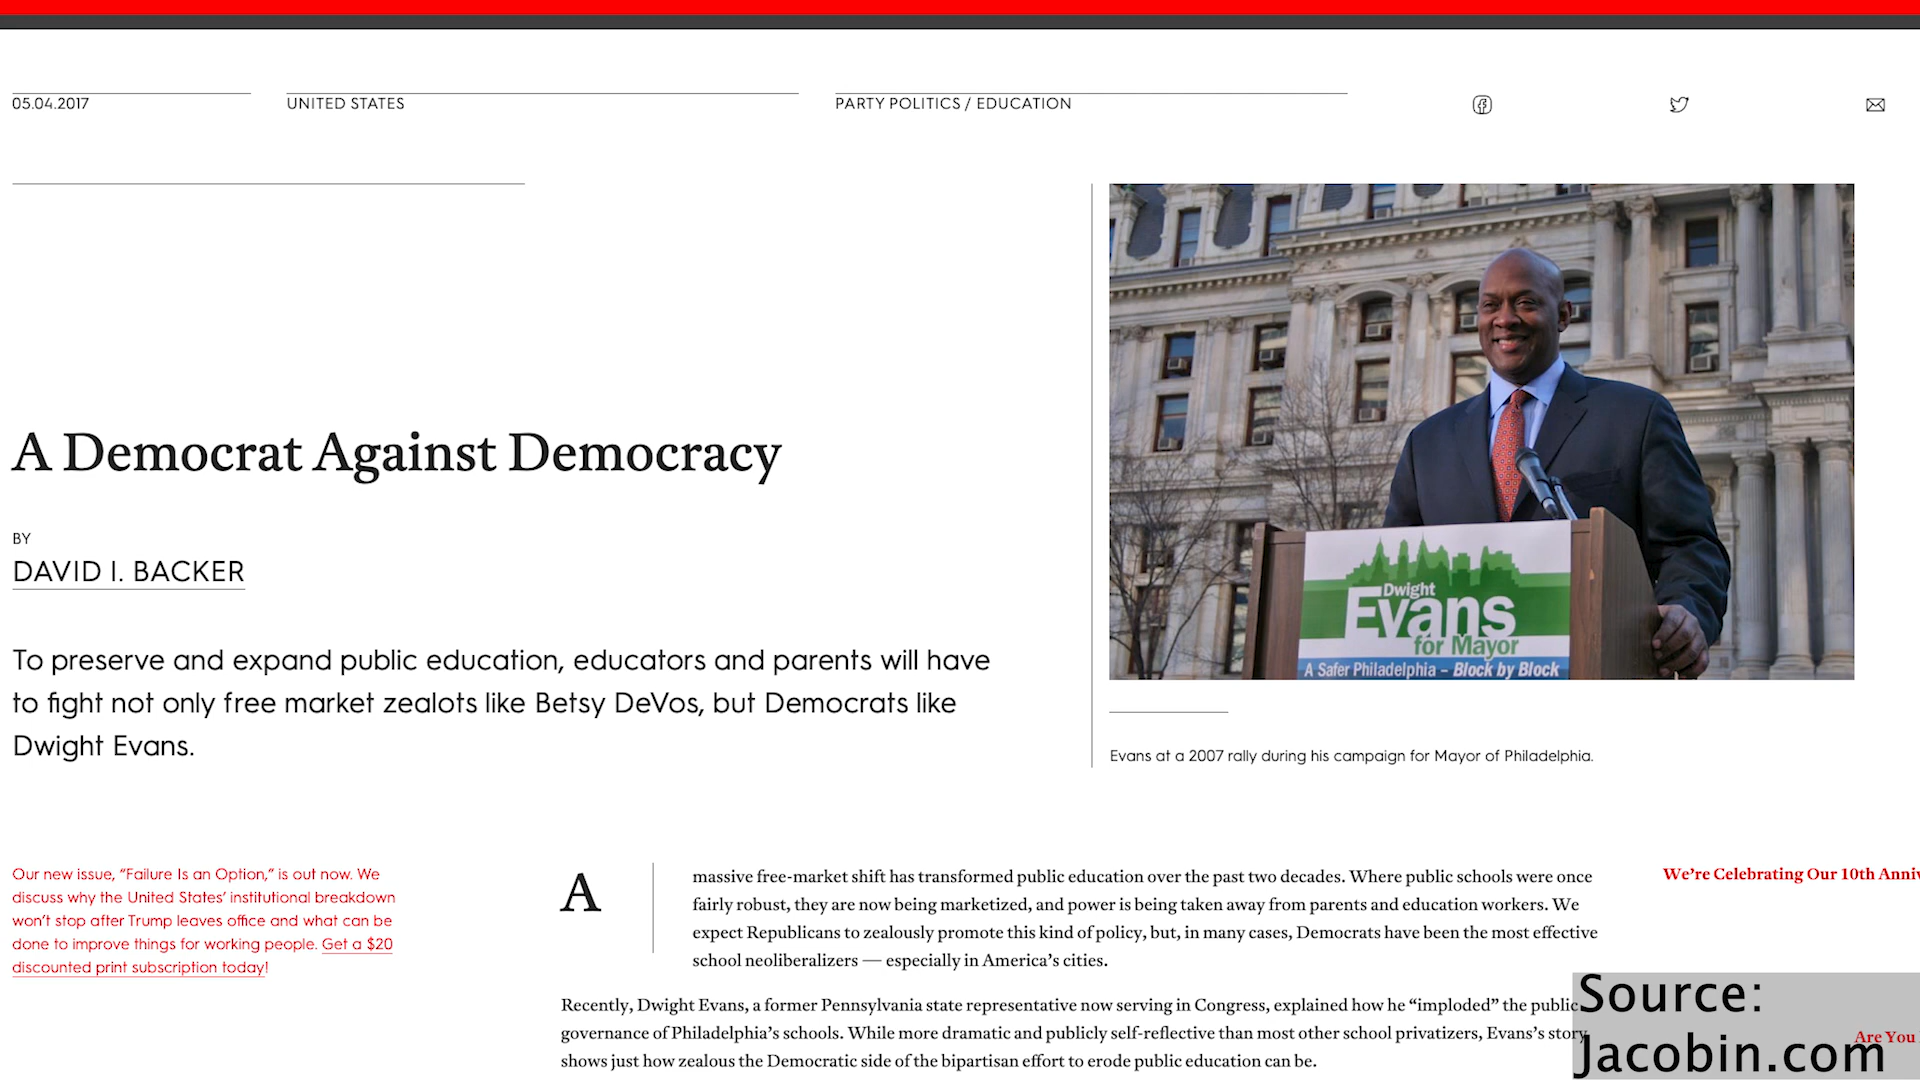 05.04.2017
UNITED STATES
PARTY POLITICS / EDUCATION
A Democrat Against Democracy
BY
DAVID I. BACKER
To preserve and expand public education, educators and parents will have
to fight not only free market zealots like Betsy DeVos, but Democrats like
Dwight Evans.
Dwight
Evans
for Mayor
A Safer Philadelphia – Block by Block
Evans at a 2007 rally during his campaign for Mayor of Philadelphia.
Our new issue, “Failure Is an Option,” is out now. We
discuss why the United States’ institutional breakdown
won’t stop after Trump leaves office and what can be
done to improve things for working people. Get a $20
discounted print subscription today!
A
massive free-market shift has transformed public education over the past two decades. Where public schools were once
fairly robust, they are now being marketized, and power is being taken away from parents and education workers. We
expect Republicans to zealously promote this kind of policy, but, in many cases, Democrats have been the most effective
school neoliberalizers — especially in America’s cities.
Recently, Dwight Evans, a former Pennsylvania state representative now serving in Congress, explained how he “imploded” the public
governance of Philadelphia’s schools. While more dramatic and publicly self-reflective than most other school privatizers, Evans’s story
shows just how zealous the Democratic side of the bipartisan effort to erode public education can be.
We’re Celebrating Our 10th Anniv
Are You
Source:
Jacobin.com